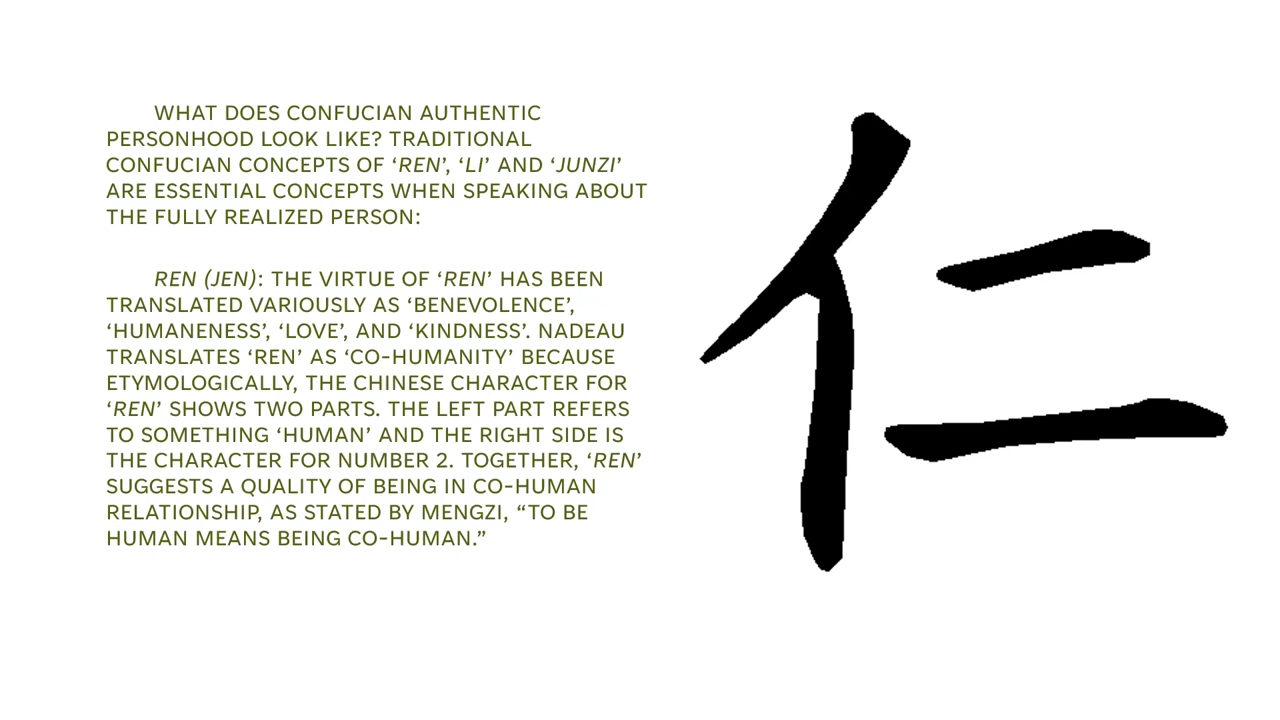 WHAT DOES CONFUCIAN AUTHENTIC
PERSONHOOD LOOK LIKE? TRADITIONAL
CONFUCIAN CONCEPTS OF ‘REN’, ‘LI’ AND ‘JUNZI’
ARE ESSENTIAL CONCEPTS WHEN SPEAKING ABOUT
THE FULLY REALIZED PERSON:
REN (JEN): THE VIRTUE OF ‘REN’ HAS BEEN
TRANSLATED VARIOUSLY AS ‘BENEVOLENCE’,
‘HUMANENESS’, ‘LOVE’, AND ‘KINDNESS’. NADEAU
TRANSLATES ‘REN’ AS ‘CO-HUMANITY’ BECAUSE
ETYMOLOGICALLY, THE CHINESE CHARACTER FOR
‘REN’ SHOWS TWO PARTS. THE LEFT PART REFERS
TO SOMETHING ‘HUMAN’ AND THE RIGHT SIDE IS
THE CHARACTER FOR NUMBER 2. TOGETHER, ‘REN’
SUGGESTS A QUALITY OF BEING IN CO-HUMAN
RELATIONSHIP, AS STATED BY MENGZI, “TO BE
HUMAN MEANS BEING CO-HUMAN.”
仁